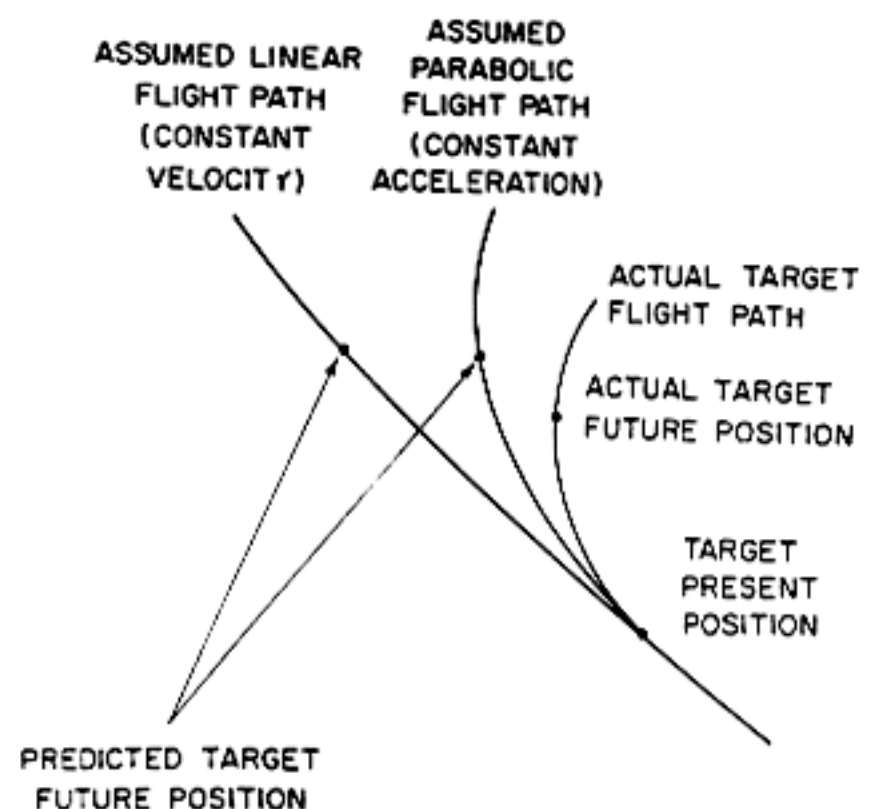 ASSUMED LINEAR
FLIGHT PATH
(CONSTANT
VELOCITY)
ASSUMED
PARABOLIC
FLIGHT PATH
(CONSTANT
ACCELERATION)
ACTUAL TARGET
FLIGHT PATH
ACTUAL TARGET
FUTURE POSITION
TARGET
PRESENT
POSITION
PREDICTED TARGET
FUTURE POSITION